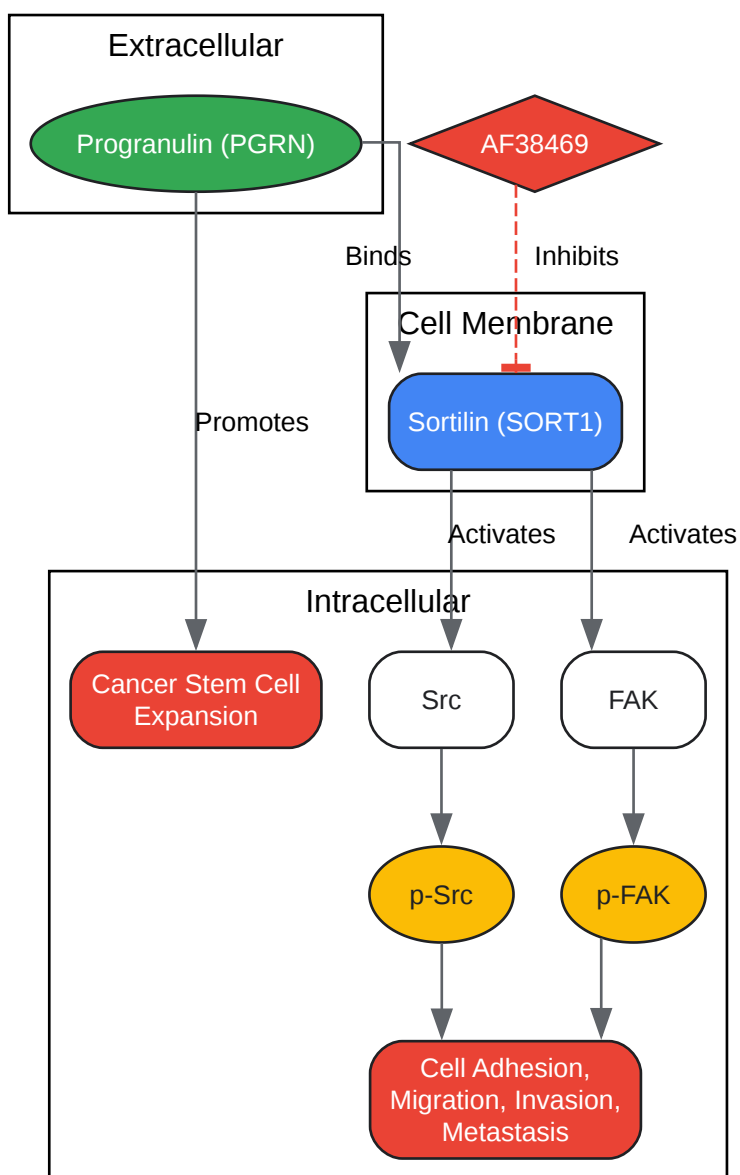 Extracellular
Progranulin (PGRN)
AF38469
Binds
Inhibits
Cell Membrane
Sortilin (SORT1)
Promotes
Activates
Activates
Intracellular
Cancer Stem Cell
Expansion
Src
FAK
p-Src
p-FAK
Cell Adhesion,
Migration, Invasion,
Metastasis